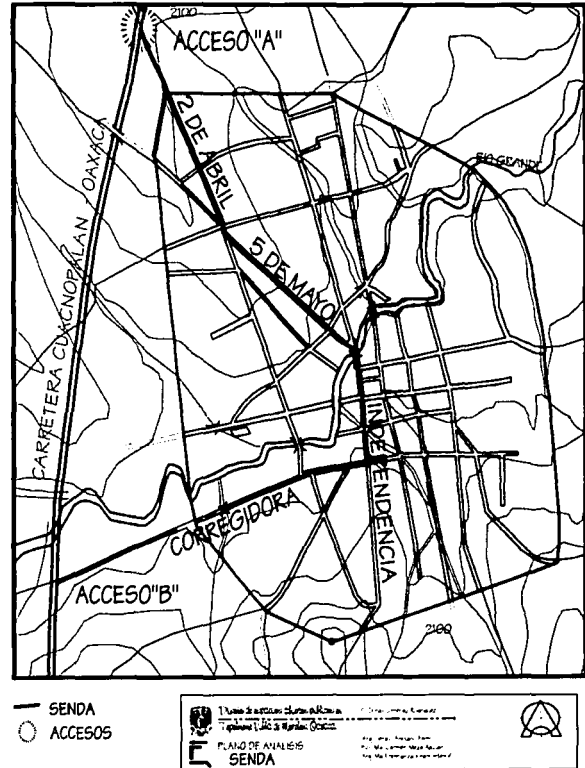 2100
ACCESO "A"
2 DE ABRIL
CARRETERA CUACNOPALAN OAXACA
RIO GRANDE
5 DE MAYO
INDEPENDENCIA
CORREGIDORA
ACCESO "B"
2100
SENDA
ACCESOS
PLANO DE ANALISIS
SENDA